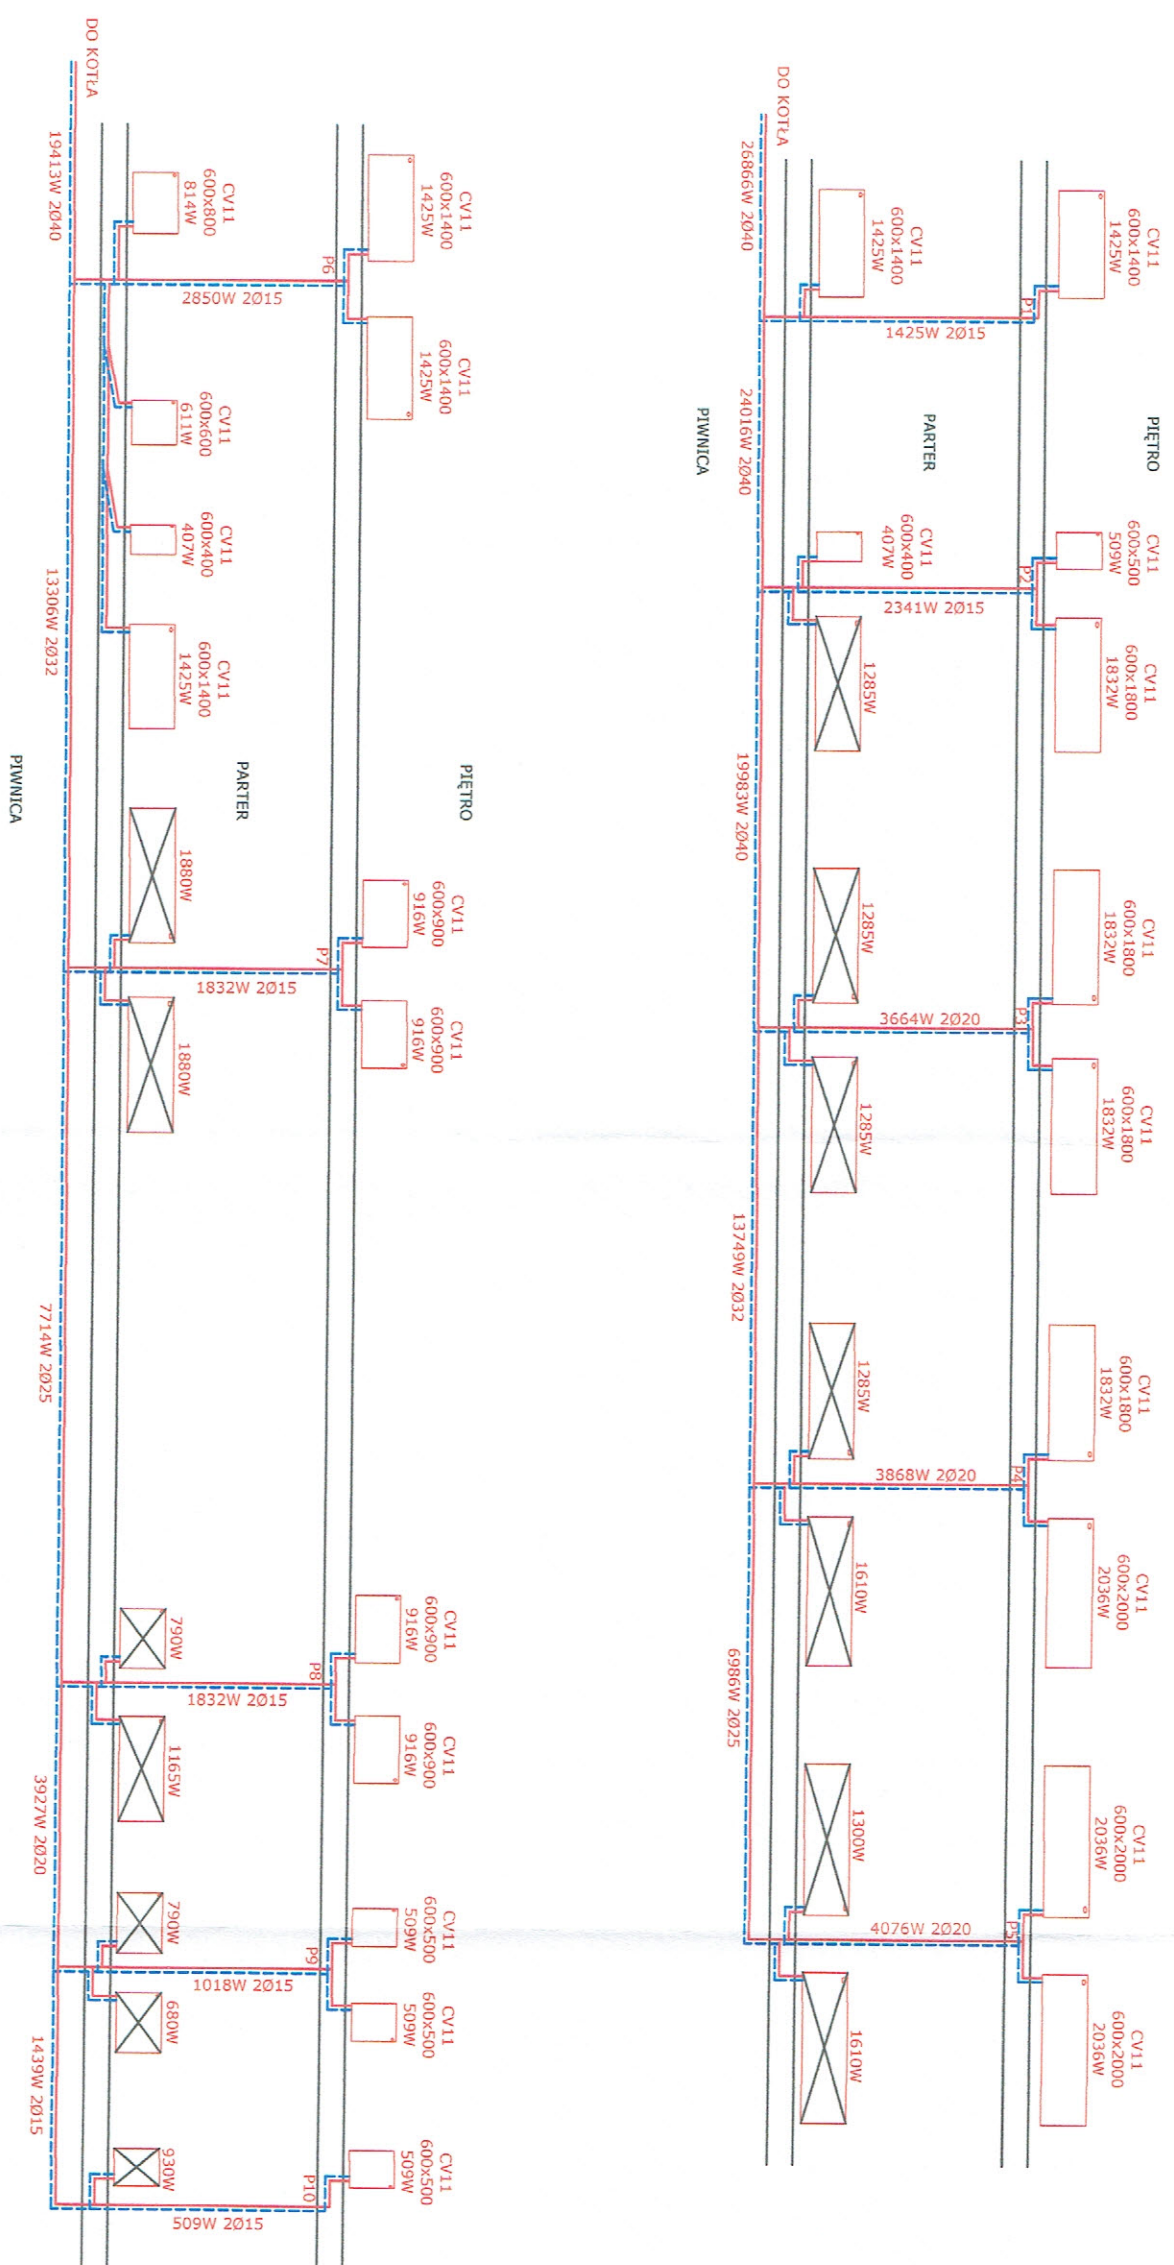 DO KOTŁA
CV11
600x1400
1425W
CV11
600x1400
1425W
P1
1425W 2Ø15
25866W 2Ø40
24016W 2Ø40
PIĘTRO
PARTER
PIWNICA
CV11
600x500
509W
CV11
600x1800
1832W
CV11
600x400
407W
1285W
P2
2341W 2Ø15
19983W 2Ø40
CV11
600x1800
1832W
CV11
600x1800
1832W
1285W
1285W
P3
3664W 2Ø20
13749W 2Ø32
CV11
600x1800
1832W
CV11
600x2000
2036W
1285W
1610W
P4
3868W 2Ø20
6986W 2Ø25
CV11
600x2000
2036W
CV11
600x2000
2036W
1300W
1610W
P5
4076W 2Ø20
DO KOTŁA
19413W 2Ø40
CV11
600x1400
1425W
CV11
600x1400
1425W
CV11
600x800
814W
P6
2850W 2Ø15
CV11
600x600
611W
CV11
600x400
407W
CV11
600x1400
1425W
13306W 2Ø32
PIĘTRO
PARTER
PIWNICA
CV11
600x900
916W
CV11
600x900
916W
1880W
1880W
P7
1832W 2Ø15
7714W 2Ø25
CV11
600x900
916W
CV11
600x900
916W
790W
1165W
P8
1832W 2Ø15
3927W 2Ø20
CV11
600x500
509W
CV11
600x500
509W
790W
680W
P9
1018W 2Ø15
1439W 2Ø15
CV11
600x500
509W
930W
P10
509W 2Ø15